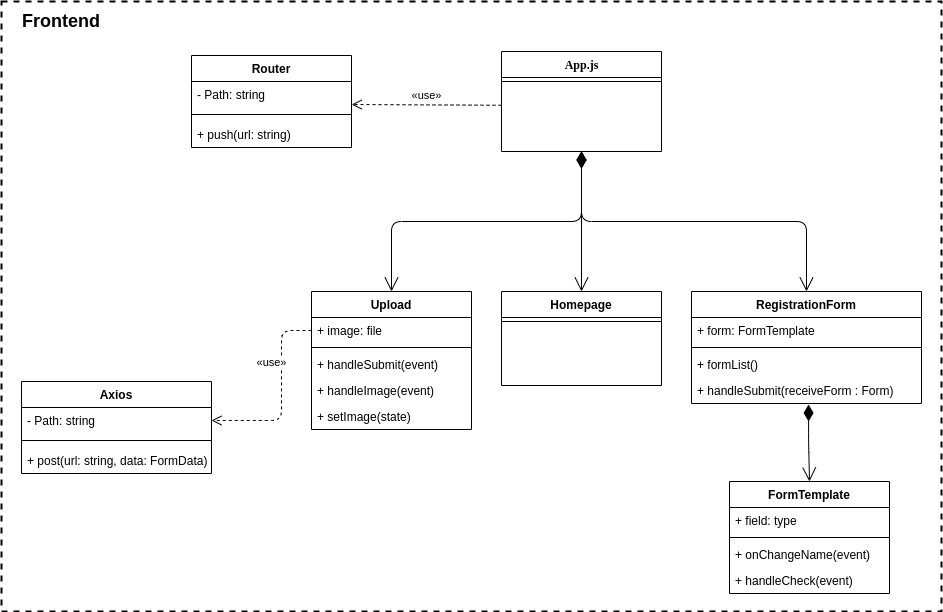 Frontend
Router
- Path: string
+ push(url: string)
«use»
App.js
Upload
+ image: file
+ handleSubmit(event)
+ handleImage(event)
+ setImage(state)
Homepage
RegistrationForm
+ form: FormTemplate
+ formList()
+ handleSubmit(receiveForm : Form)
«use»
Axios
- Path: string
+ post(url: string, data: FormData)
FormTemplate
+ field: type
+ onChangeName(event)
+ handleCheck(event)